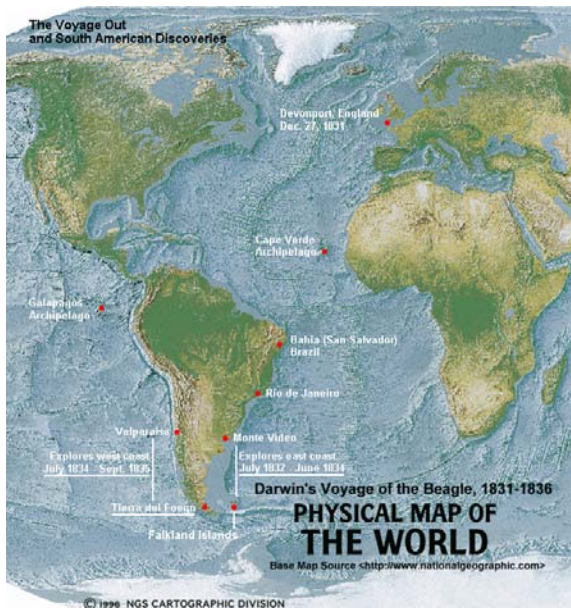 The Voyage Out
and South American Discoveries
Devonport, England
Dec. 27, 1831
Cape Verde
Archipelago
Galapagos
Archipelago
Bahia (San Salvador)
Brazil
Rio de Janeiro
Valparaiso
Monte Video
Explores west coast
July 1834 - Sept. 1835
Explores east coast
July 1832 - June 1834
Tierra del Fuego
Falkland Islands
Darwin's Voyage of the Beagle, 1831-1836
PHYSICAL MAP OF
THE WORLD
Base Map Source <http://www.nationalgeographic.com>
© 1996 NGS CARTOGRAPHIC DIVISION